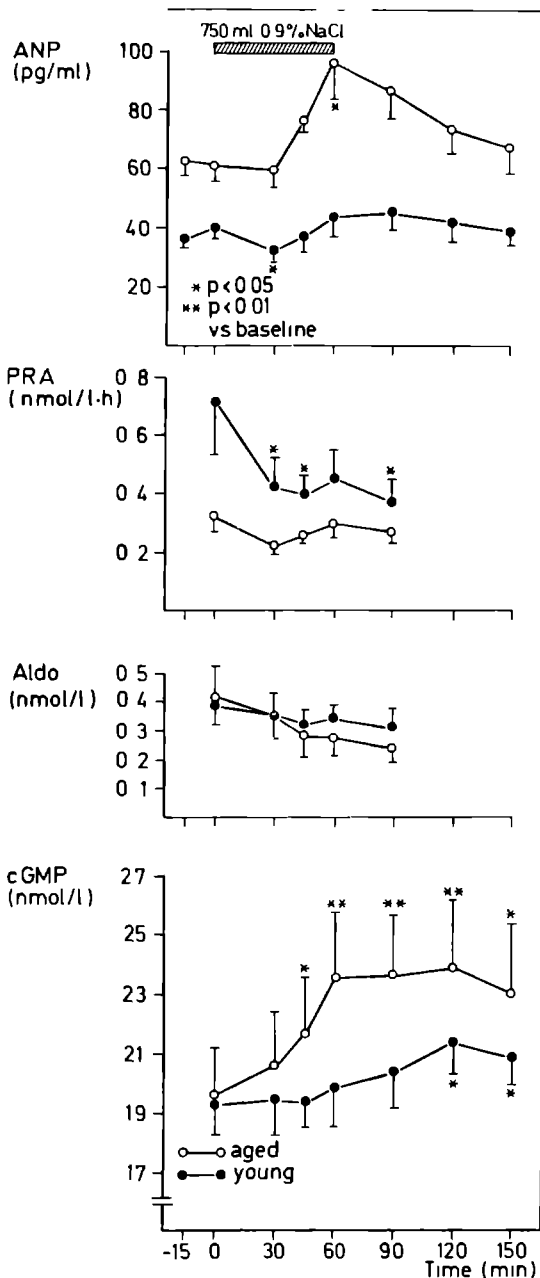 750 ml 0 9 % NaCl
ANP
(pg/ml)
100
80
60
40
20
*
*
* p<0 05
** p<0 01
vs baseline
PRA
(nmol/l·h)
0 8
0 6
0 4
0 2
* * *
Aldo
(nmol/l)
0 5
0 4
0 3
0 2
0 1
cGMP
(nmol/l)
27
25
23
21
19
17
* ** ** ** *
* *
aged
young
-15 0 30 60 90 120 150
Time (min)